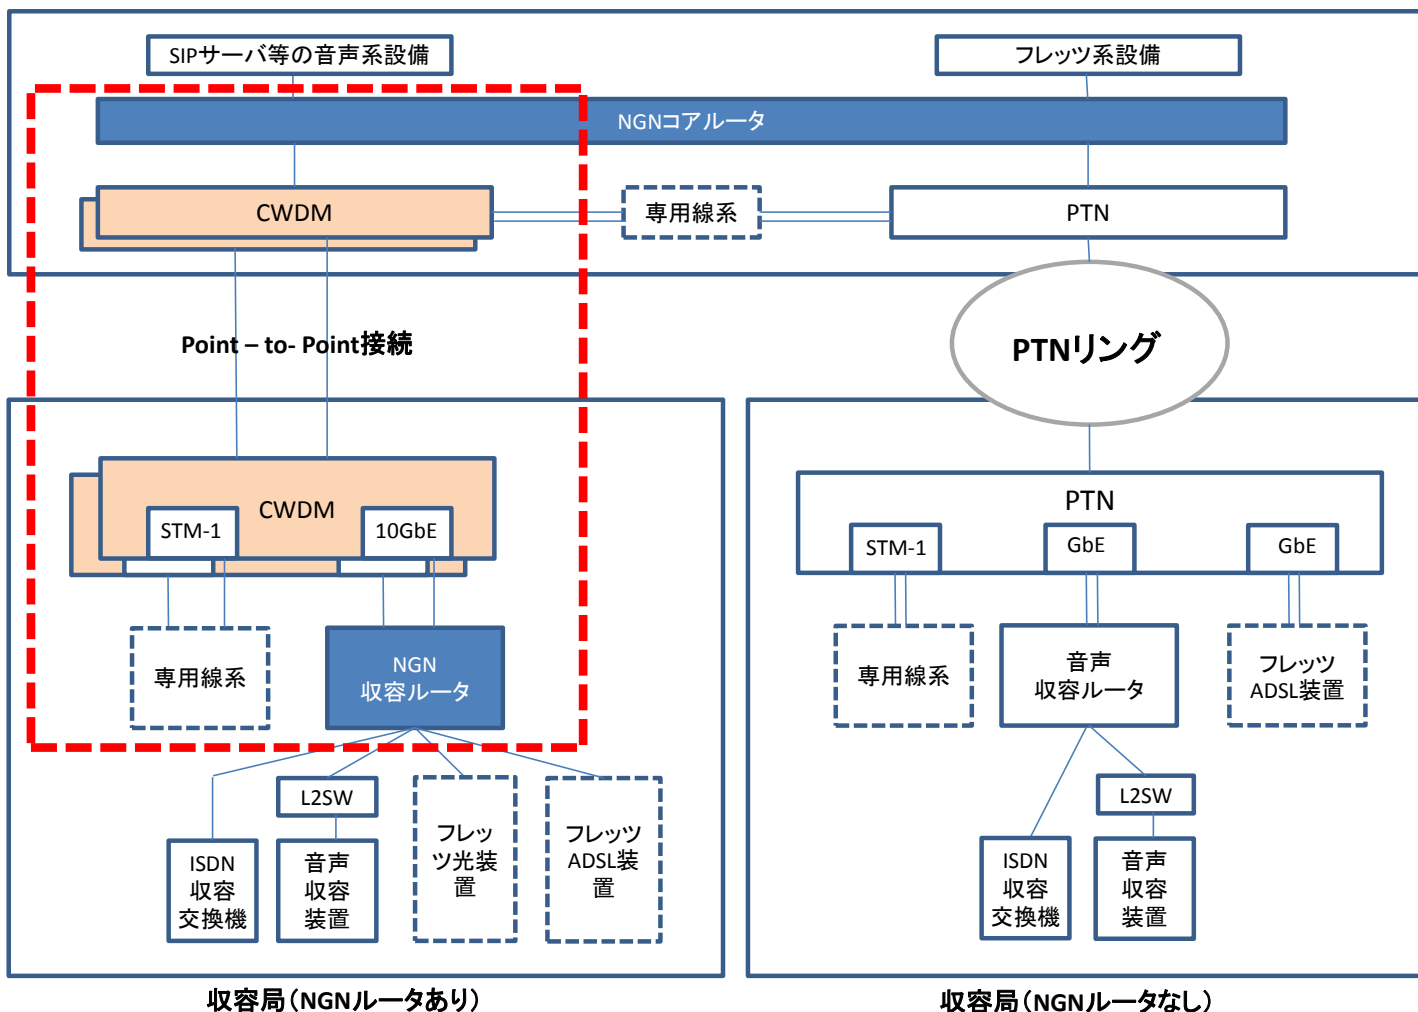 SIPサーバ等の音声系設備
フレッツ系設備
NGNコアルータ
CWDM
専用線系
PTN
Point – to- Point接続
PTNリング
CWDM
STM-1
10GbE
専用線系
NGN
収容ルータ
L2SW
ISDN
収容
交換機
音声
収容
装置
フレッ
ツ光装
置
フレッツ
ADSL装
置
収容局（NGNルータあり）
PTN
STM-1
GbE
GbE
専用線系
音声
収容ルータ
フレッツ
ADSL装置
L2SW
ISDN
収容
交換機
音声
収容
装置
収容局（NGNルータなし）